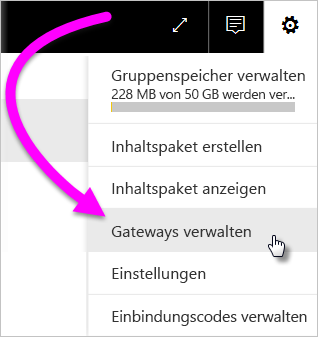 Gruppenspeicher verwalten
228 MB von 50 GB werden ver...
Inhaltspaket erstellen
Inhaltspaket anzeigen
Gateways verwalten
Einstellungen
Einbindungscodes verwalten